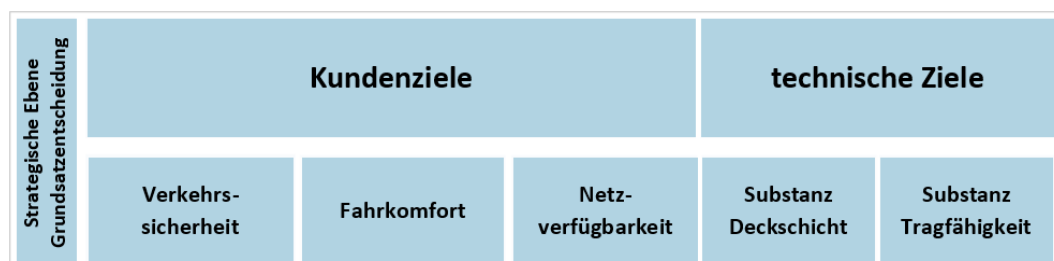 Strategische Ebene
Grundsatzentscheidung
Kundenziele
technische Ziele
Verkehrs-
sicherheit
Fahrkomfort
Netz-
verfügbarkeit
Substanz
Deckschicht
Substanz
Tragfähigkeit